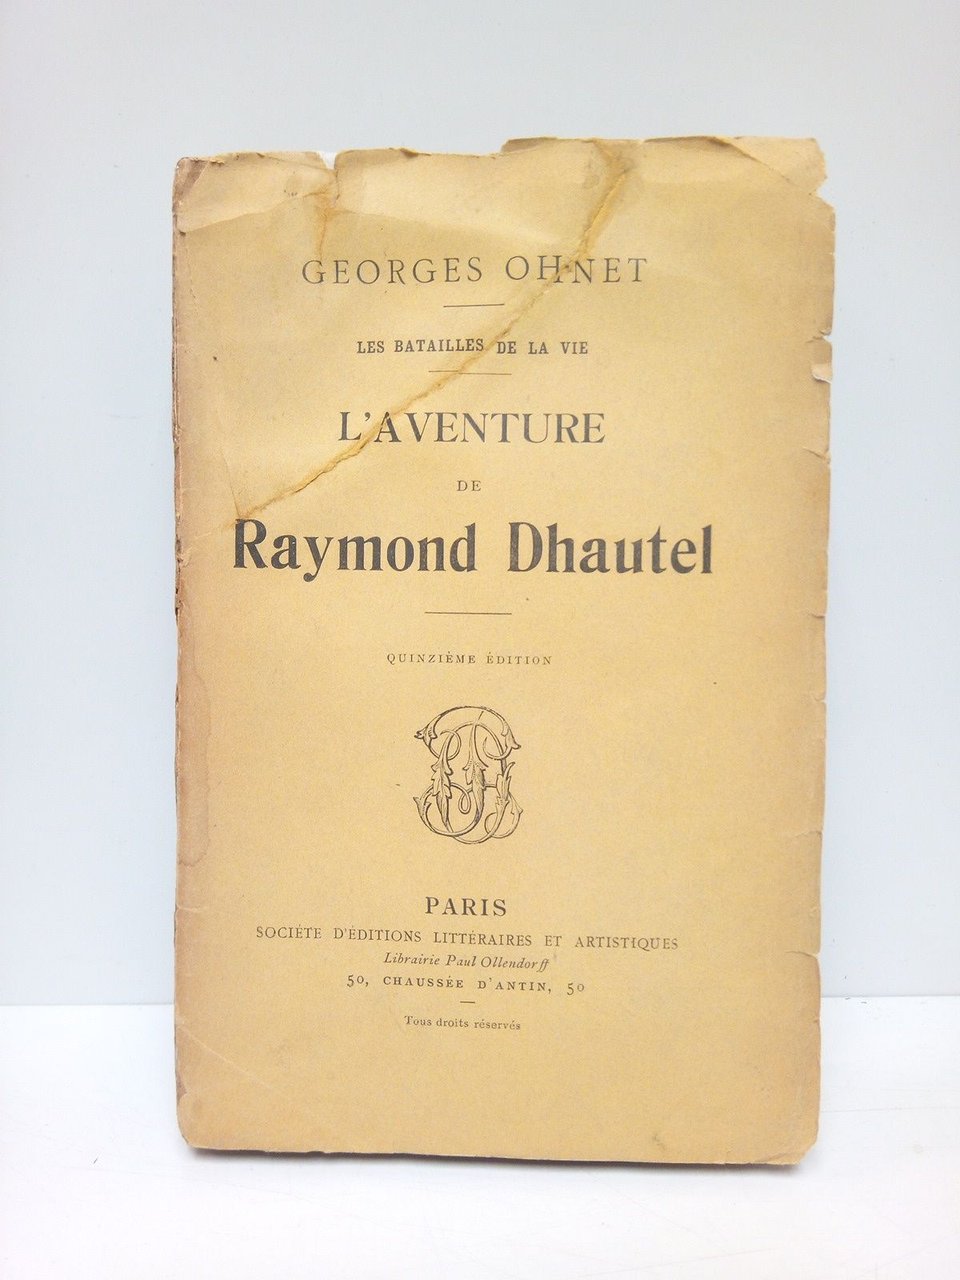 GEORGES OHNET
LES BATAILLES DE LA VIE
L'AVENTURE
DE
Raymond Dhautel
QUINZIÈME ÉDITION
PARIS
SOCIÉTÉ D'ÉDITIONS LITTÉRAIRES ET ARTISTIQUES
Librairie Paul Ollendorff
50, CHAUSSÉE D'ANTIN, 50
Tous droits réservés